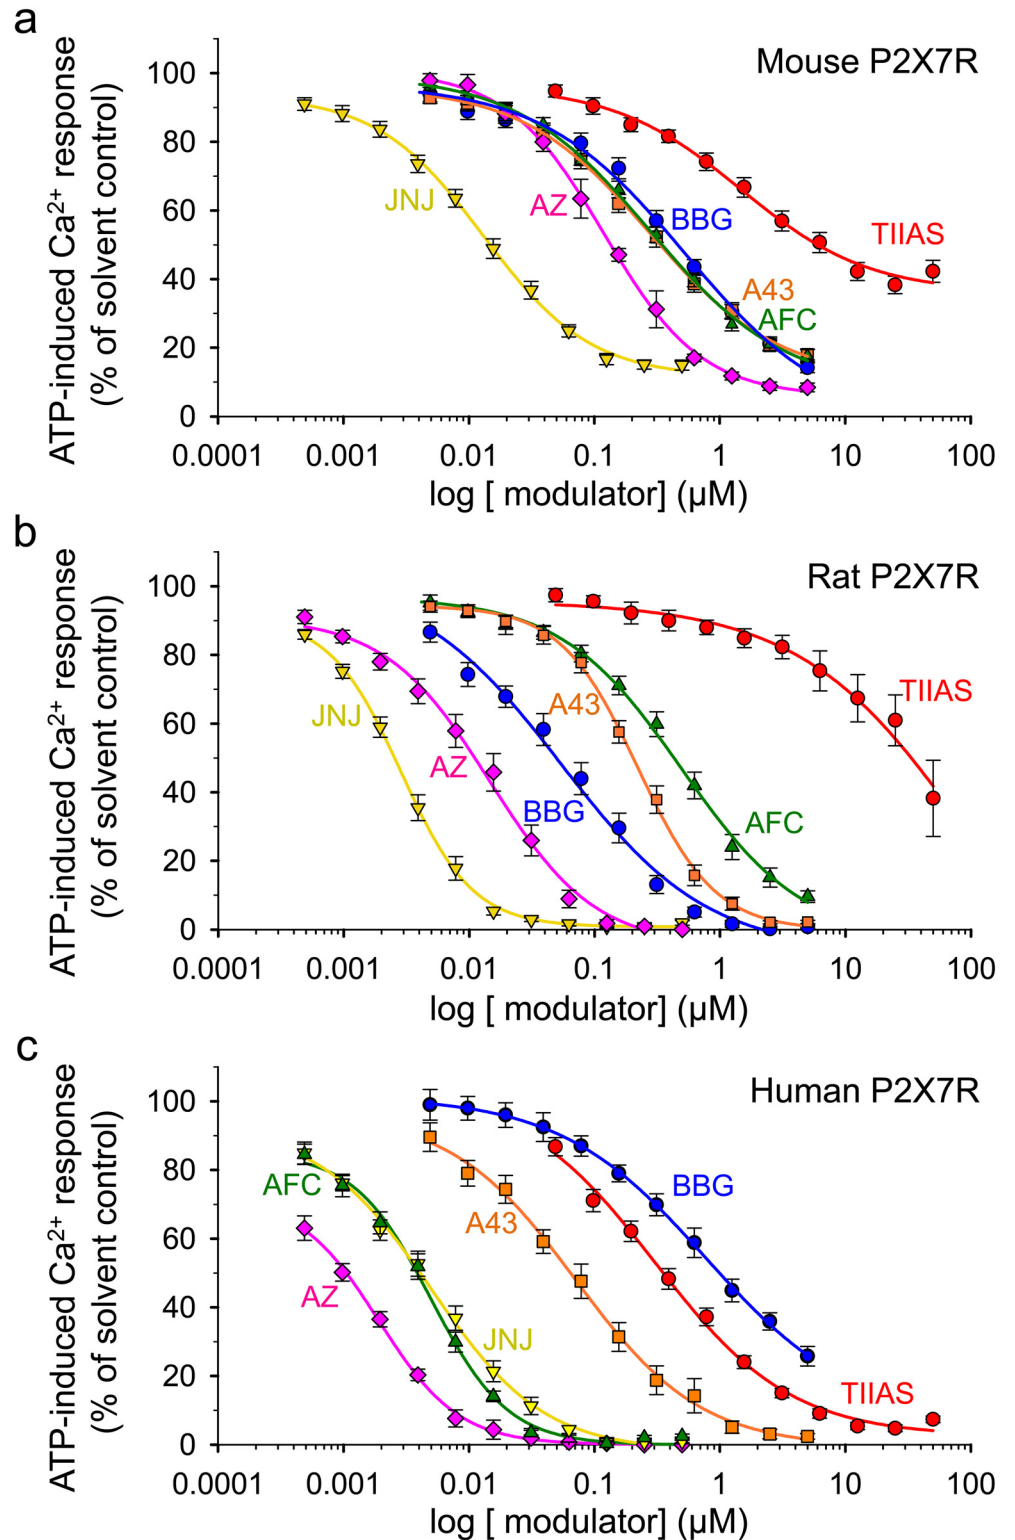 a
Mouse P2X7R
ATP-induced Ca²⁺ response
(% of solvent control)
100
80
60
40
20
0
JNJ
AZ
BBG
TIIAS
A43
AFC
0.0001 0.001 0.01 0.1 1 10 100
log [ modulator] (µM)
b
Rat P2X7R
ATP-induced Ca²⁺ response
(% of solvent control)
100
80
60
40
20
0
JNJ
AZ
BBG
A43
AFC
TIIAS
0.0001 0.001 0.01 0.1 1 10 100
log [ modulator] (µM)
c
Human P2X7R
ATP-induced Ca²⁺ response
(% of solvent control)
100
80
60
40
20
0
AFC
AZ
A43
JNJ
BBG
TIIAS
0.0001 0.001 0.01 0.1 1 10 100
log [ modulator] (µM)